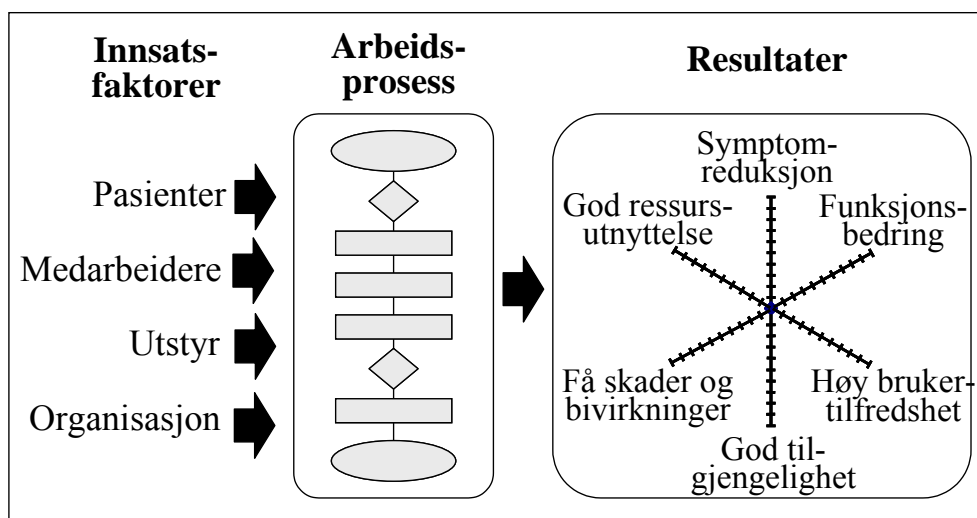 Innsats-
faktorer
Pasienter
Medarbeidere
Utstyr
Organisasjon
Arbeids-
prosess
Resultater
Symptom-
reduksjon
God ressurs-
utnyttelse
Funksjons-
bedring
Få skader og
bivirkninger
Høy bruker-
tilfredshet
God til-
gjengelighet